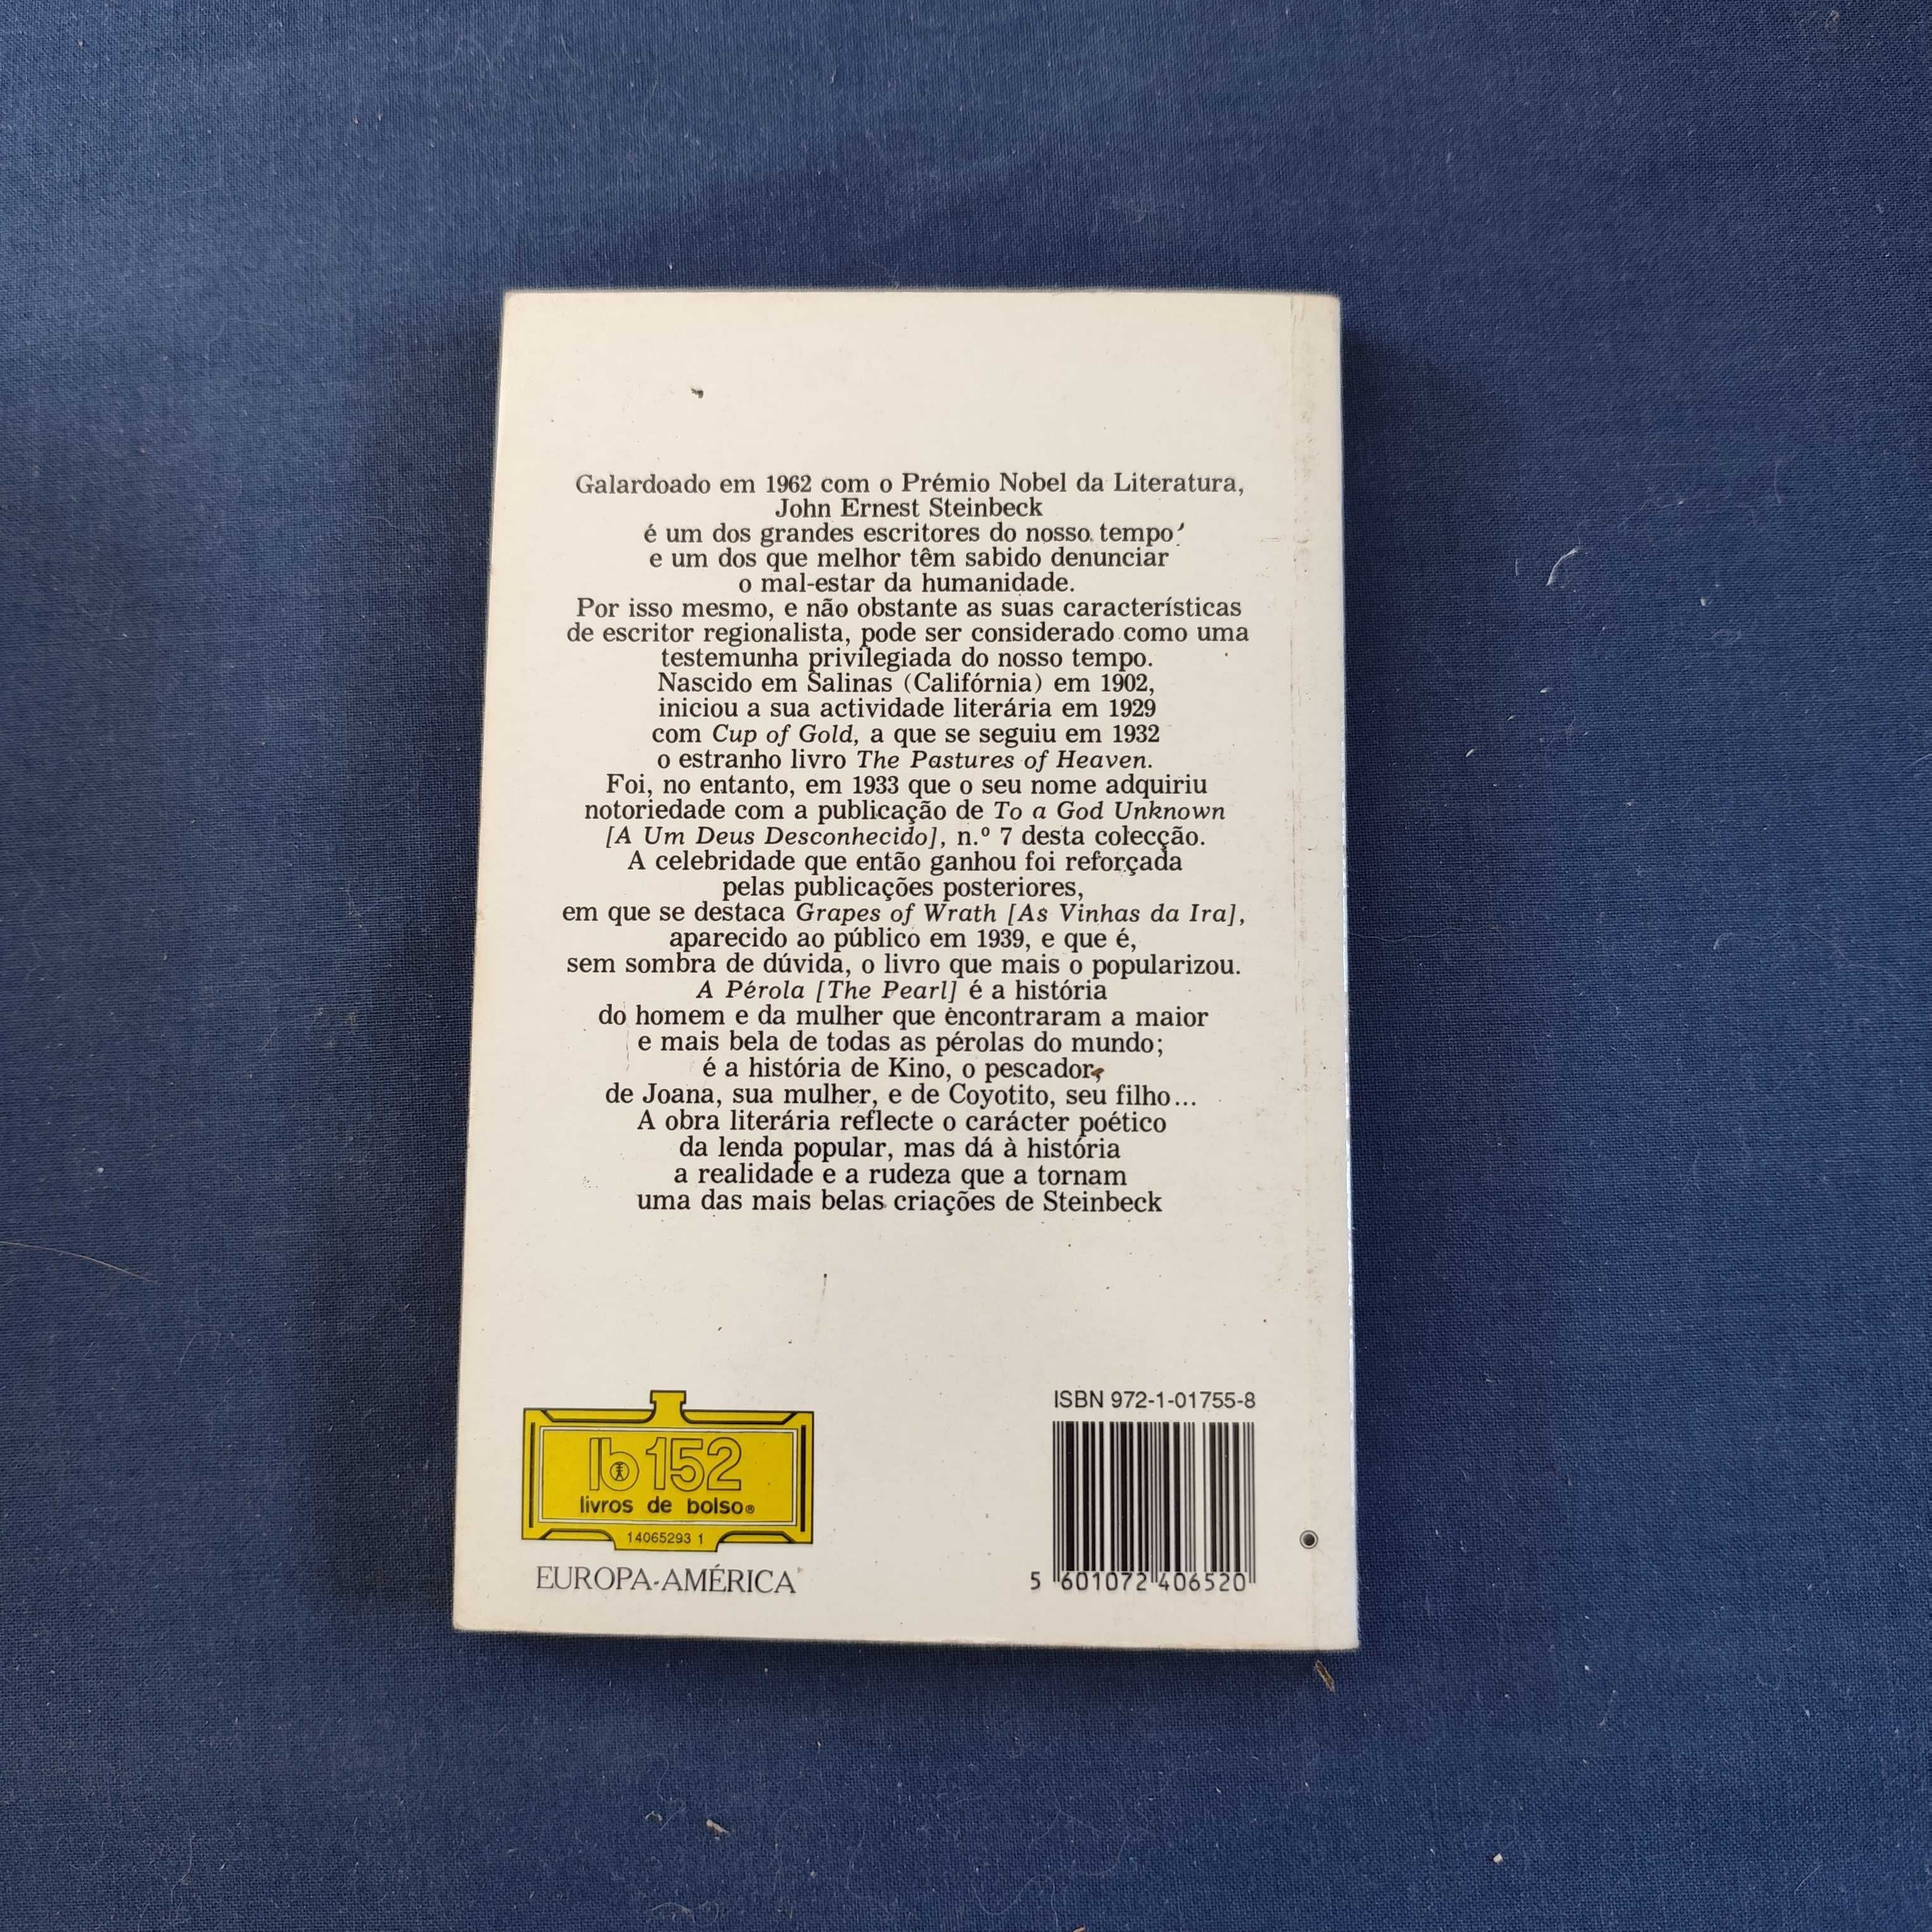 Galardoado em 1962 com o Prémio Nobel da Literatura,
John Ernest Steinbeck
é um dos grandes escritores do nosso tempo
e um dos que melhor têm sabido denunciar
o mal-estar da humanidade.
Por isso mesmo, e não obstante as suas características
de escritor regionalista, pode ser considerado como uma
testemunha privilegiada do nosso tempo.
Nascido em Salinas (Califórnia) em 1902,
iniciou a sua actividade literária em 1929
com Cup of Gold, a que se seguiu em 1932
o estranho livro The Pastures of Heaven.
Foi, no entanto, em 1933 que o seu nome adquiriu
notoriedade com a publicação de To a God Unknown
[A Um Deus Desconhecido], n.º 7 desta colecção.
A celebridade que então ganhou foi reforçada
pelas publicações posteriores,
em que se destaca Grapes of Wrath [As Vinhas da Ira],
aparecido ao público em 1939, e que é,
sem sombra de dúvida, o livro que mais o popularizou.
A Pérola [The Pearl] é a história
do homem e da mulher que encontraram a maior
e mais bela de todas as pérolas do mundo;
é a história de Kino, o pescador,
de Joana, sua mulher, e de Coyotito, seu filho...
A obra literária reflecte o carácter poético
da lenda popular, mas dá à história
a realidade e a rudeza que a tornam
uma das mais belas criações de Steinbeck
lb 152
livros de bolso®
14065293 1
EUROPA-AMÉRICA
ISBN 972-1-01755-8
5 601072 406520